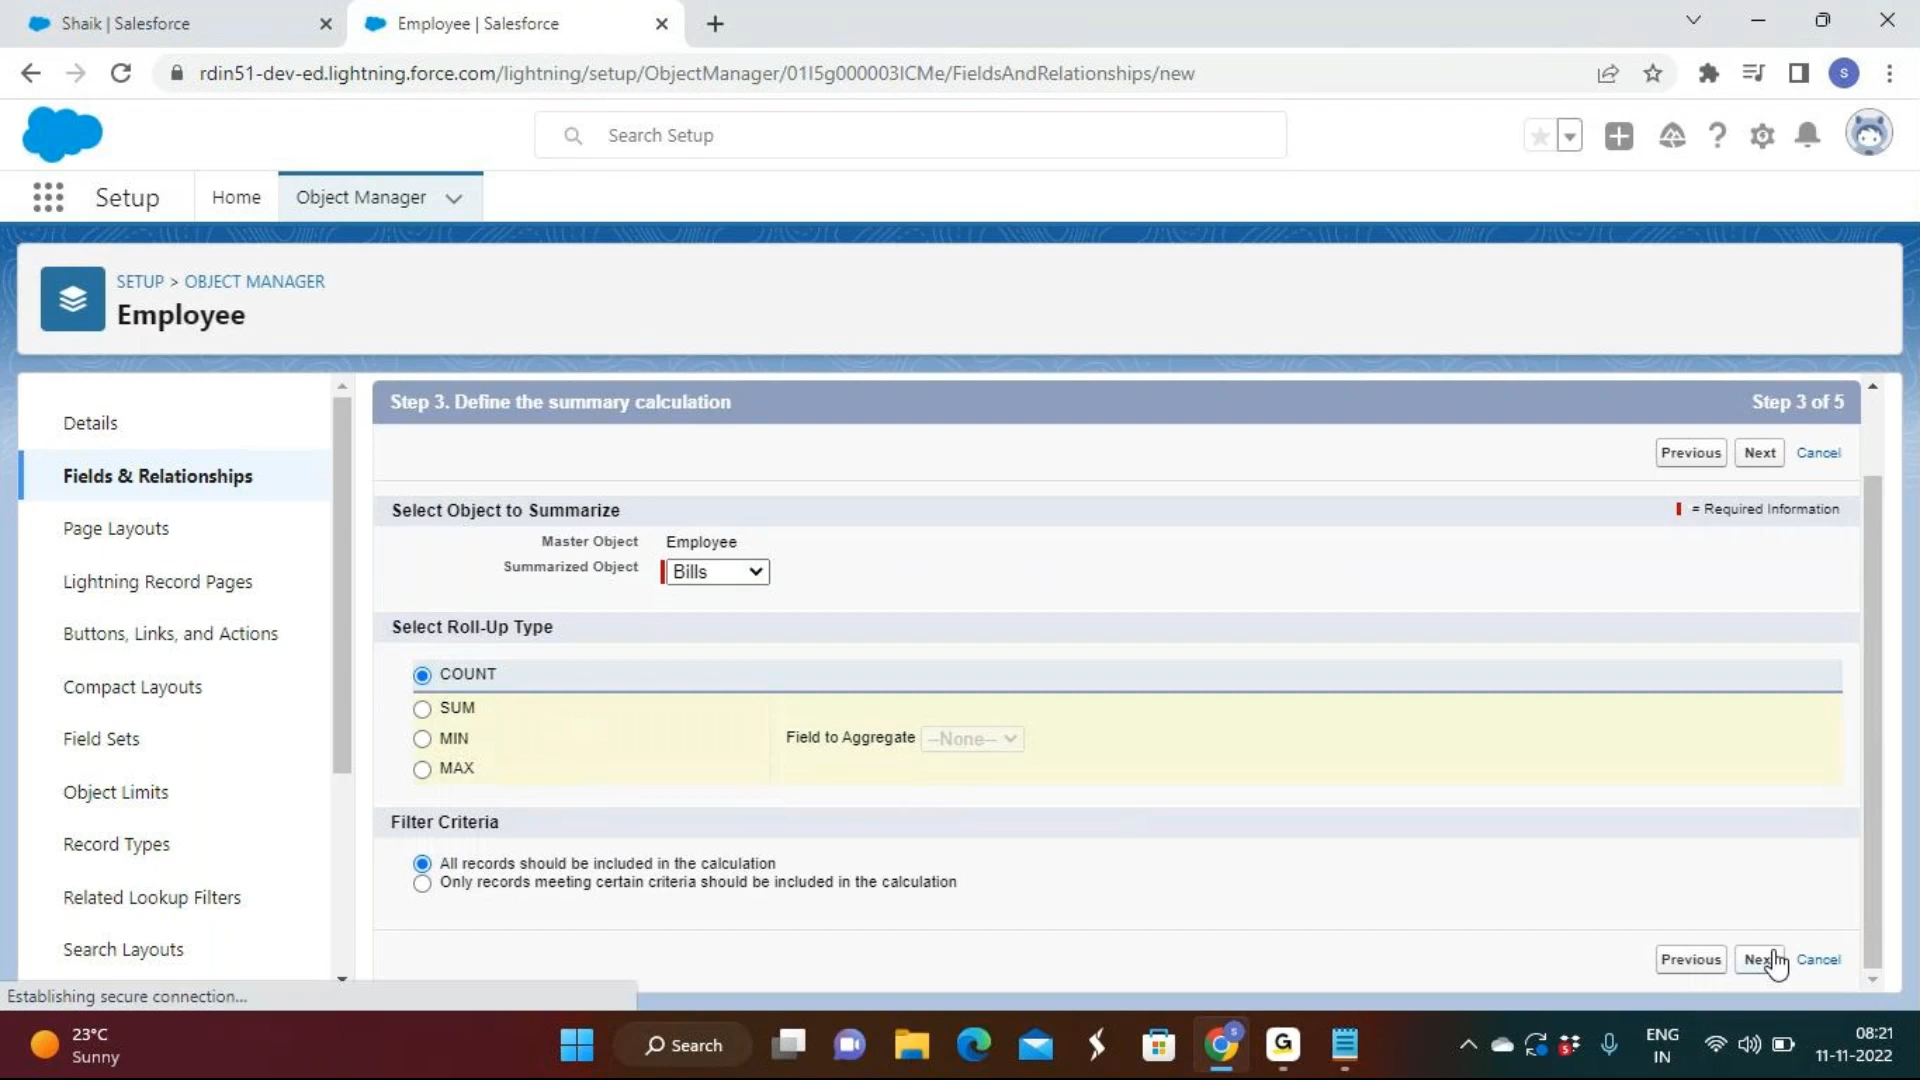 Shaik | Salesforce
Employee | Salesforce
rdin51-dev-ed.lightning.force.com/lightning/setup/ObjectManager/01I5g000003ICMe/FieldsAndRelationships/new
S
Search Setup
Setup
Home
Object Manager
SETUP > OBJECT MANAGER
Employee
Details
Fields & Relationships
Page Layouts
Lightning Record Pages
Buttons, Links, and Actions
Compact Layouts
Field Sets
Object Limits
Record Types
Related Lookup Filters
Search Layouts
Step 3. Define the summary calculation
Step 3 of 5
Previous Next Cancel
Select Object to Summarize
= Required Information
Master Object Employee
Summarized Object Bills
Select Roll-Up Type
COUNT
SUM
MIN
MAX
Field to Aggregate --None--
Filter Criteria
All records should be included in the calculation
Only records meeting certain criteria should be included in the calculation
Previous Next Cancel
Establishing secure connection...
23°C
Sunny
Search
S
G
S
ENG
IN
08:21
11-11-2022